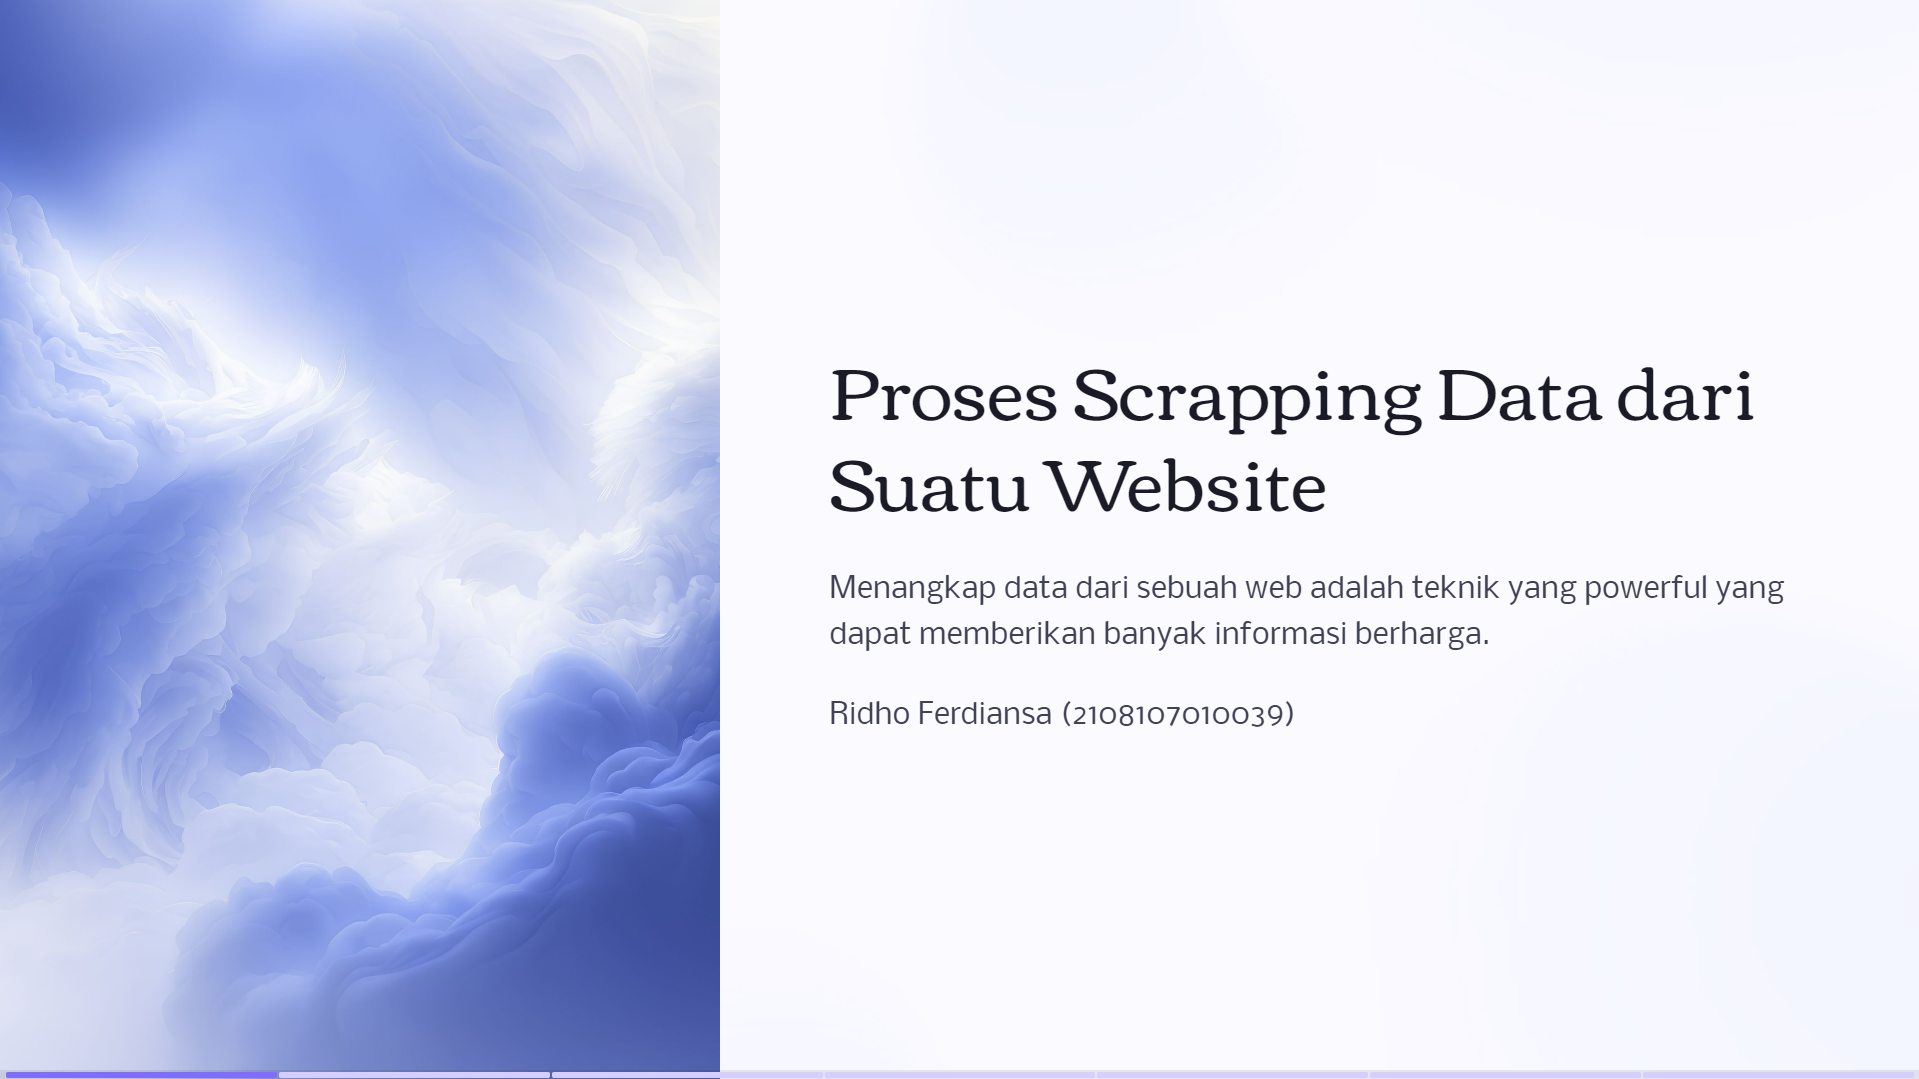 Proses Scrapping Data dari
Suatu Website
Menangkap data dari sebuah web adalah teknik yang powerful yang
dapat memberikan banyak informasi berharga.
Ridho Ferdiansa (2108107010039)